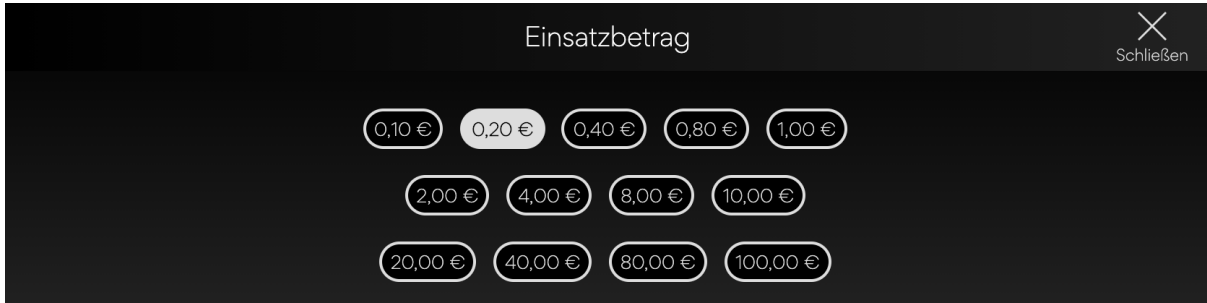 Einsatzbetrag
Schließen
0,10 € 0,20 € 0,40 € 0,80 € 1,00 €
2,00 € 4,00 € 8,00 € 10,00 €
20,00 € 40,00 € 80,00 € 100,00 €